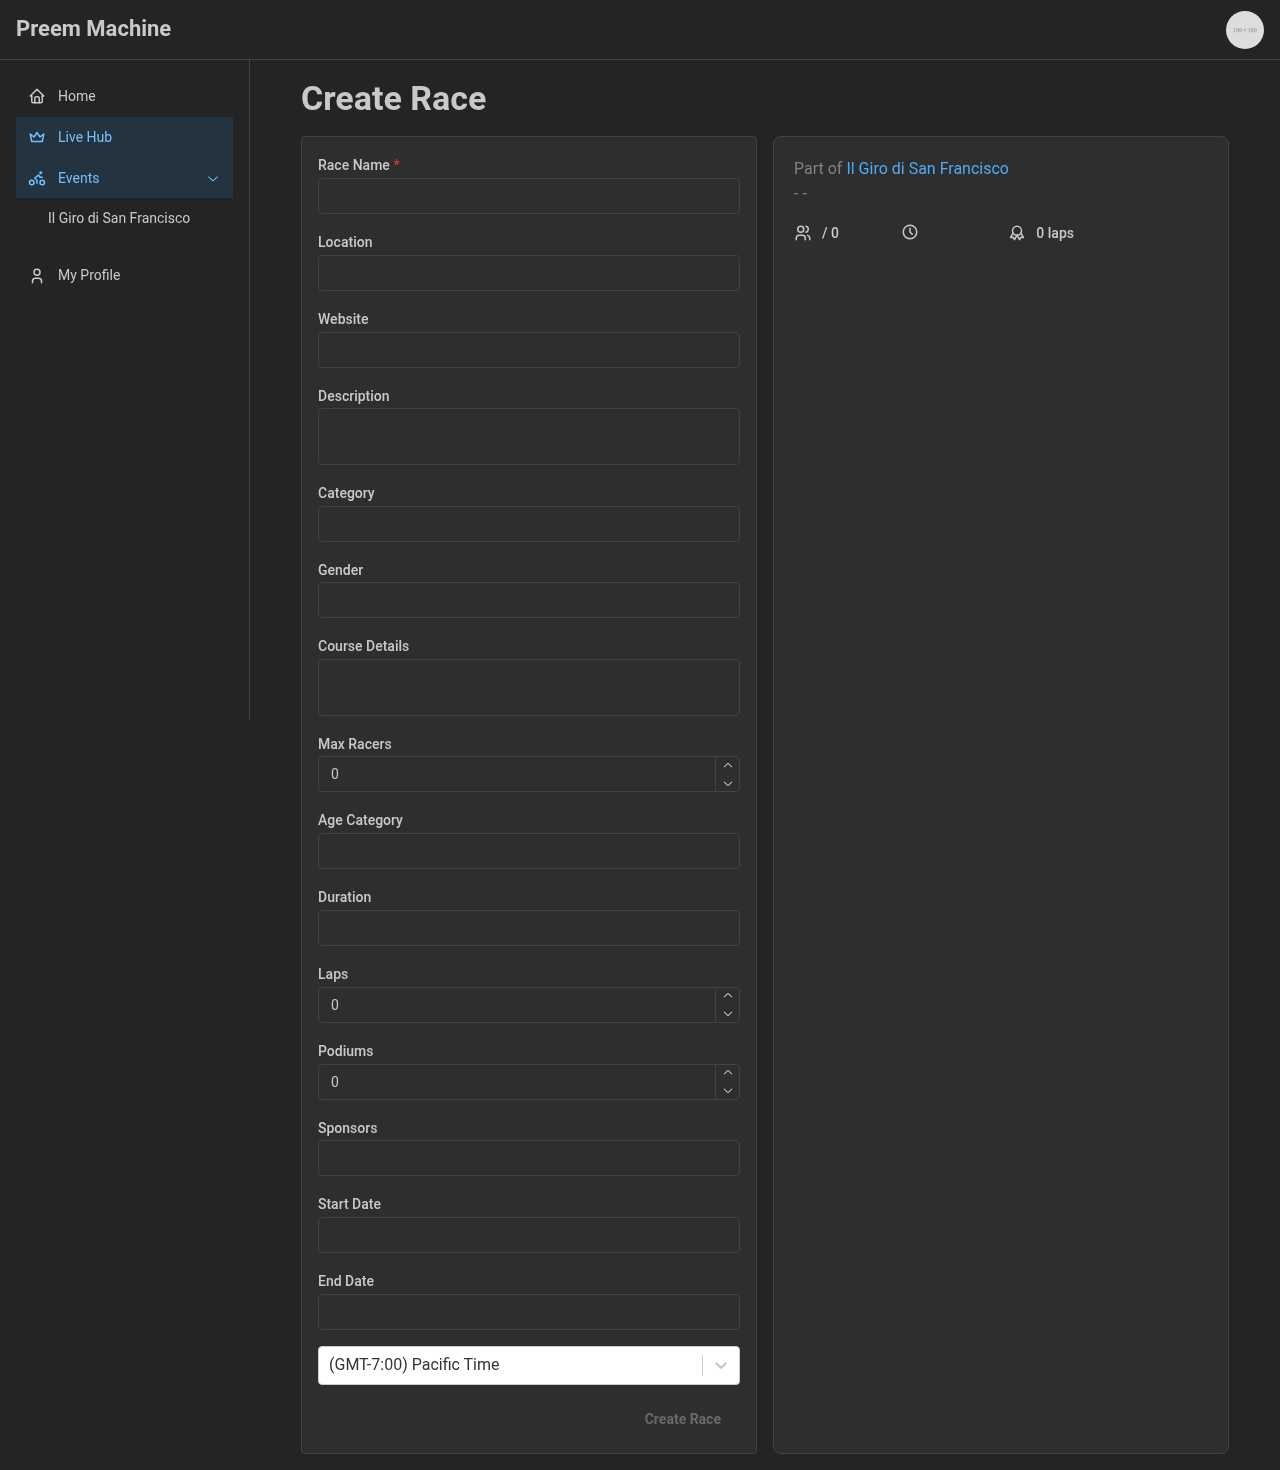 Preem Machine
100 × 100
Home
Live Hub
Events
Il Giro di San Francisco
My Profile
Create Race
Race Name *
Location
Website
Description
Category
Gender
Course Details
Max Racers
0
Age Category
Duration
Laps
0
Podiums
0
Sponsors
Start Date
End Date
(GMT-7:00) Pacific Time
Create Race
Part of Il Giro di San Francisco
- -
/ 0
0 laps